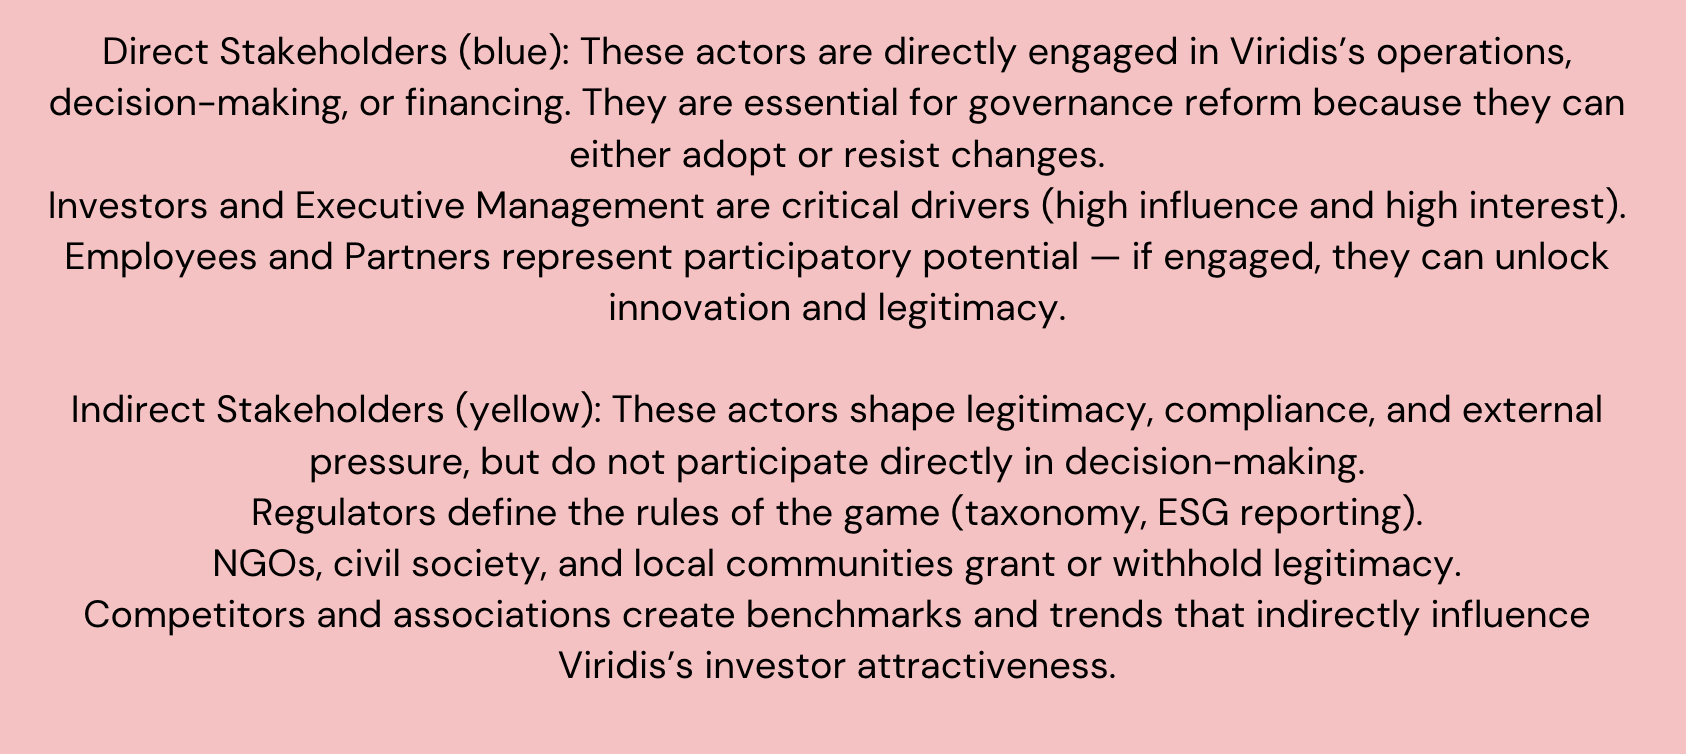 Direct Stakeholders (blue): These actors are directly engaged in Viridis’s operations,
decision-making, or financing. They are essential for governance reform because they can
either adopt or resist changes.
Investors and Executive Management are critical drivers (high influence and high interest).
Employees and Partners represent participatory potential — if engaged, they can unlock
innovation and legitimacy.
Indirect Stakeholders (yellow): These actors shape legitimacy, compliance, and external
pressure, but do not participate directly in decision-making.
Regulators define the rules of the game (taxonomy, ESG reporting).
NGOs, civil society, and local communities grant or withhold legitimacy.
Competitors and associations create benchmarks and trends that indirectly influence
Viridis’s investor attractiveness.